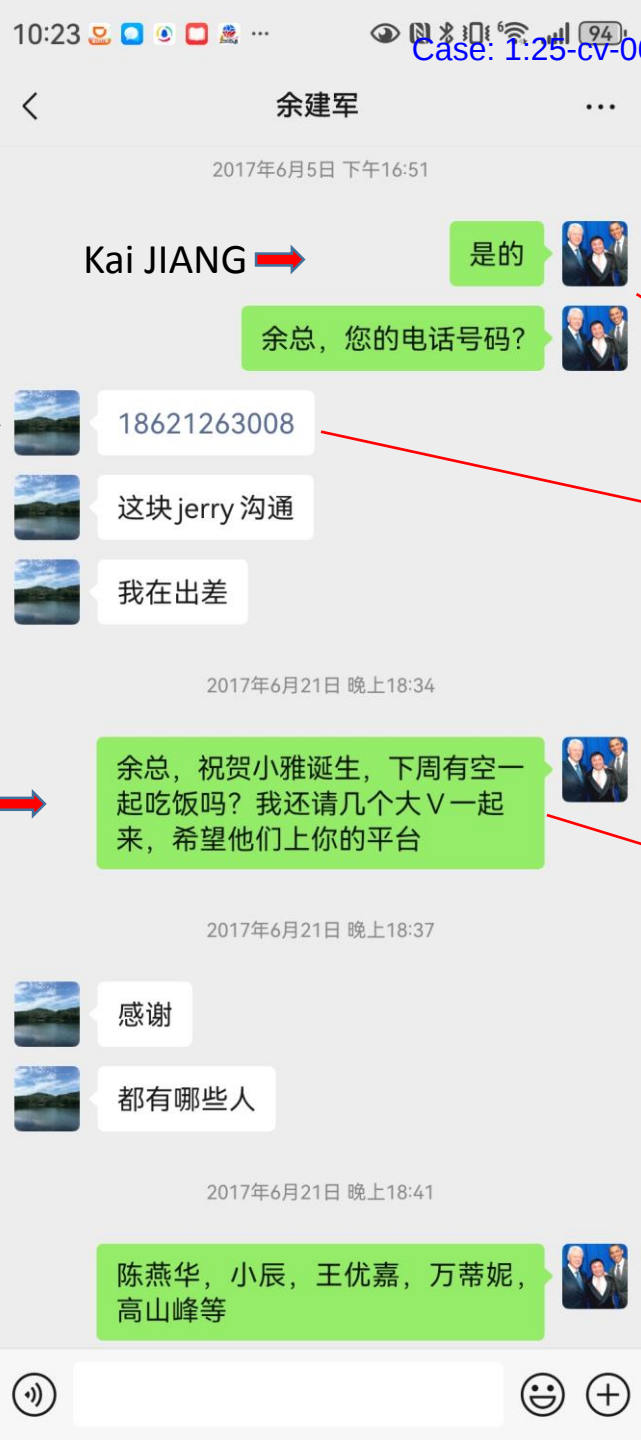 10:23
94
Case: 1:25-cv-0
余建军
2017年6月5日 下午16:51
Kai JIANG
是的
余总，您的电话号码？
18621263008
这块jerry沟通
我在出差
2017年6月21日 晚上18:34
余总，祝贺小雅诞生，下周有空一
起吃饭吗？我还请几个大V一起
来，希望他们上你的平台
2017年6月21日 晚上18:37
感谢
都有哪些人
2017年6月21日 晚上18:41
陈燕华，小辰，王优嘉，万蒂妮，
高山峰等